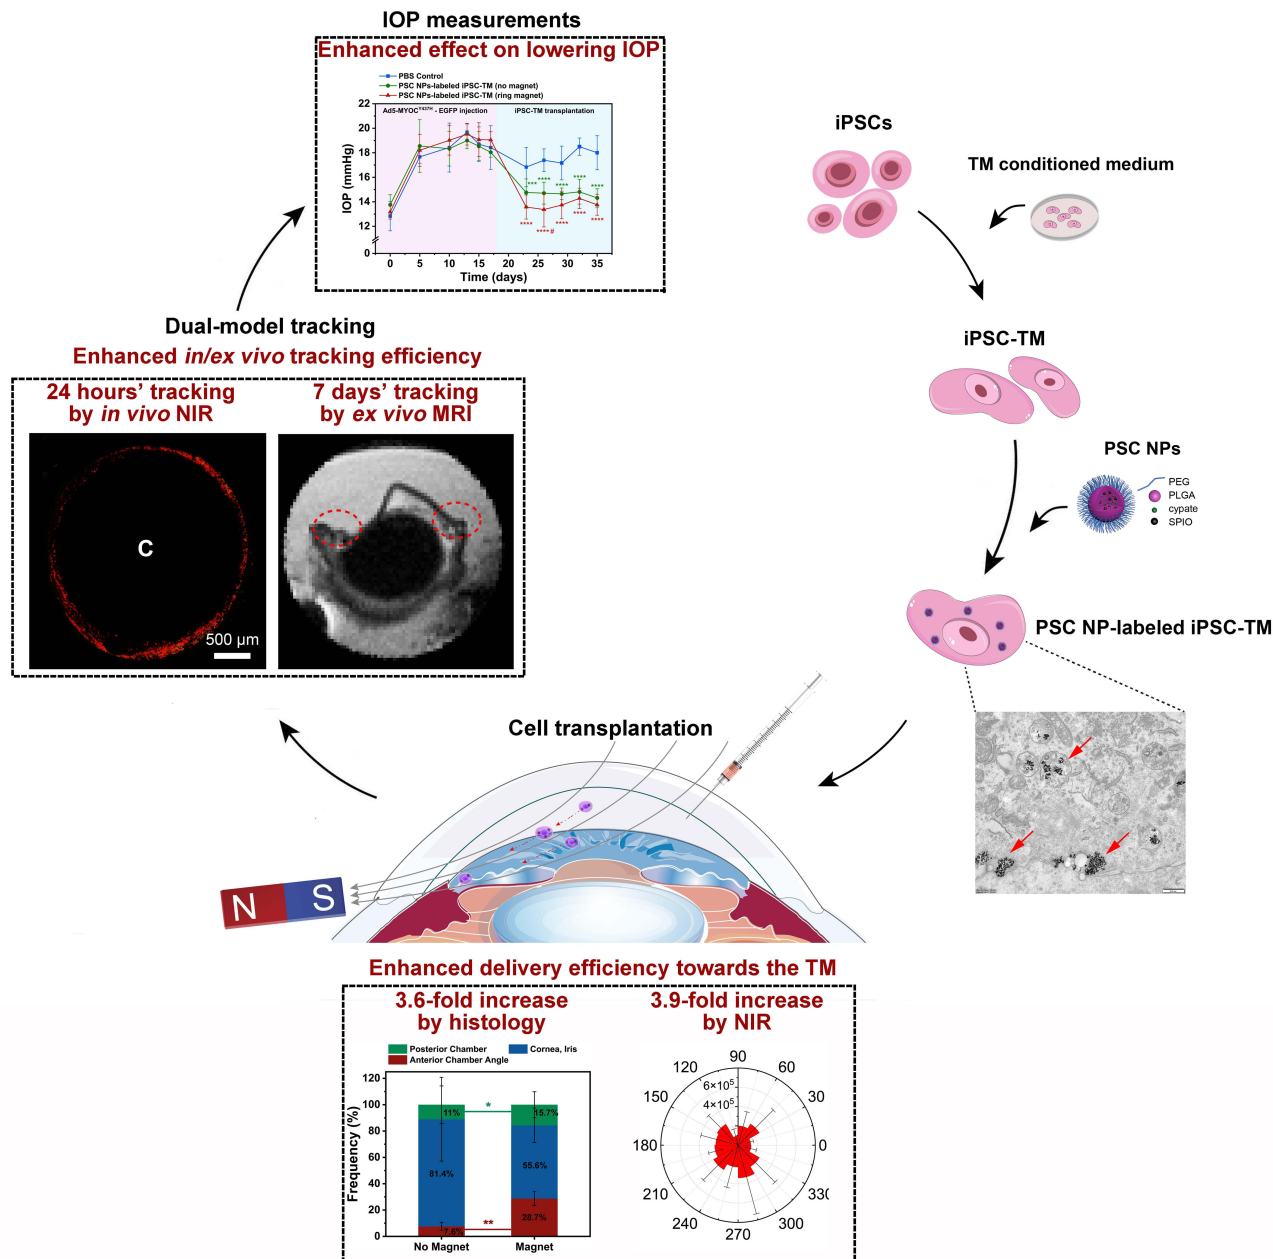 IOP measurements
Enhanced effect on lowering IOP
PBS Control
PSC NPs-labeled iPSC-TM (no magnet)
PSC NPs-labeled iPSC-TM (ring magnet)
Ad5-MYOC^Y437H - EGFP injection
iPSC-TM transplantation
22
20
18
16
14
12
0
IOP (mmHg)
*** **** **** **** ****
**** ****# **** **** ****
0 5 10 15 20 25 30 35
Time (days)
iPSCs
TM conditioned medium
iPSC-TM
PSC NPs
PEG
PLGA
cypate
SPIO
PSC NP-labeled iPSC-TM
Dual-model tracking
Enhanced in/ex vivo tracking efficiency
24 hours' tracking
by in vivo NIR
7 days' tracking
by ex vivo MRI
C
500 μm
Cell transplantation
N S
Enhanced delivery efficiency towards the TM
3.6-fold increase
by histology
Posterior Chamber
Cornea, Iris
Anterior Chamber Angle
120
100
80
60
40
20
0
Frequency (%)
11%
*
15.7%
81.4%
55.6%
7.6%
**
28.7%
No Magnet
Magnet
3.9-fold increase
by NIR
90
120
60
6×10⁵
150
4×10⁵
30
180
0
210
330
240
300
270